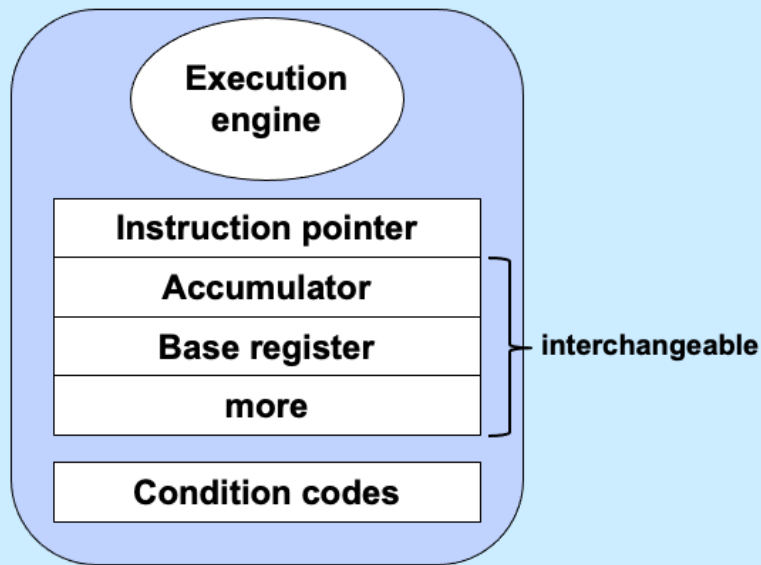 Execution
engine
Instruction pointer
Accumulator
Base register
more
interchangeable
Condition codes